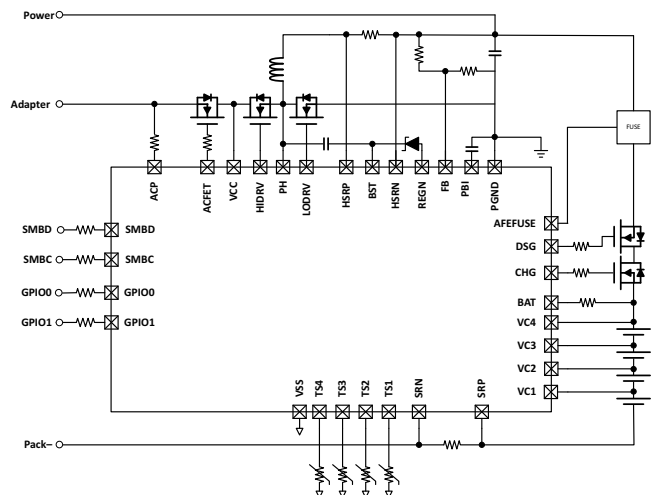 Power
Adapter
FUSE
ACP
ACFET
VCC
HIDRV
PH
LODRV
HSRP
BST
HSRN
REGN
FB
PBI
PGND
AFEFUSE
SMBD
SMBD
DSG
SMBC
SMBC
CHG
GPIO0
GPIO0
BAT
GPIO1
GPIO1
VC4
VC3
VC2
VC1
VSS
TS4
TS3
TS2
TS1
SRN
SRP
Pack–